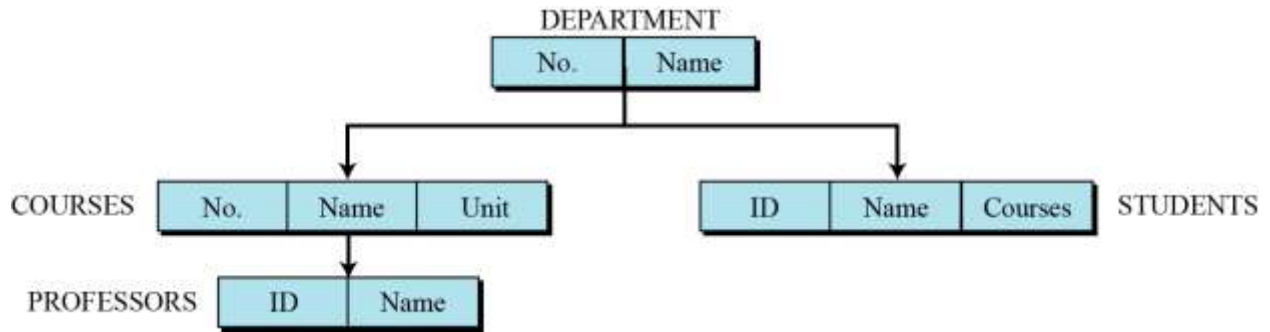 DEPARTMENT
No. Name
COURSES No. Name Unit
ID Name Courses STUDENTS
PROFESSORS ID Name